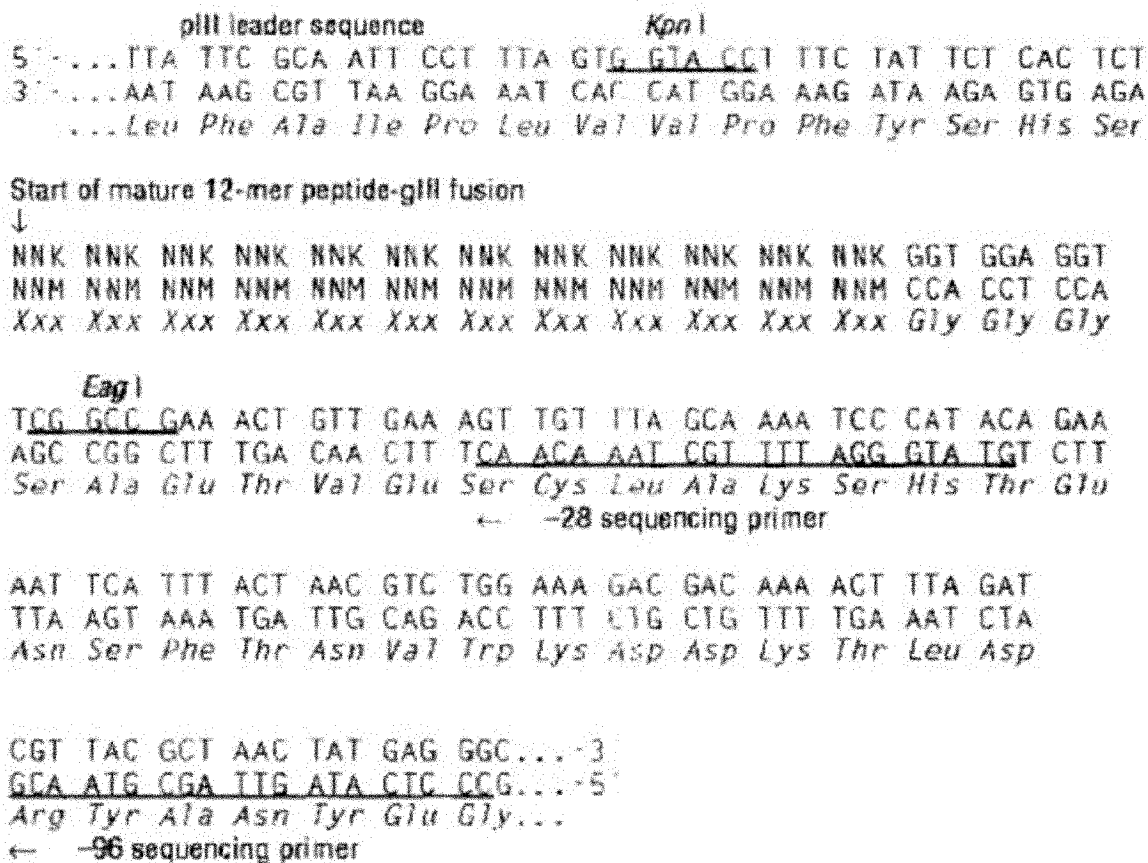 pIII leader sequence Kpn I
5´-...TTA TTC GCA ATT CCT TTA GTG GTA CCT TTC TAT TCT CAC TCT
3´-...AAT AAG CGT TAA GGA AAT CAC CAT GGA AAG ATA AGA GTG AGA
...Leu Phe Ala Ile Pro Leu Val Val Pro Phe Tyr Ser His Ser
Start of mature 12-mer peptide-gIII fusion
↓
NNK NNK NNK NNK NNK NNK NNK NNK NNK NNK NNK NNK GGT GGA GGT
NNM NNM NNM NNM NNM NNM NNM NNM NNM NNM NNM NNM CCA CCT CCA
Xxx Xxx Xxx Xxx Xxx Xxx Xxx Xxx Xxx Xxx Xxx Xxx Gly Gly Gly
Eag I
TCG GCC GAA ACT GTT GAA AGT TGT TTA GCA AAA TCC CAT ACA GAA
AGC CGG CTT TGA CAA CTT TCA ACA AAT CGT TTT AGG GTA TGT CTT
Ser Ala Glu Thr Val Glu Ser Cys Leu Ala Lys Ser His Thr Glu
← -28 sequencing primer
AAT TCA TTT ACT AAC GTC TGG AAA GAC GAC AAA ACT TTA GAT
TTA AGT AAA TGA TTG CAG ACC TTT CTG CTG TTT TGA AAT CTA
Asn Ser Phe Thr Asn Val Trp Lys Asp Asp Lys Thr Leu Asp
CGT TAC GCT AAC TAT GAG GGC...-3´
GCA ATG CGA TTG ATA CTC CCG...-5´
Arg Tyr Ala Asn Tyr Glu Gly...
← -96 sequencing primer